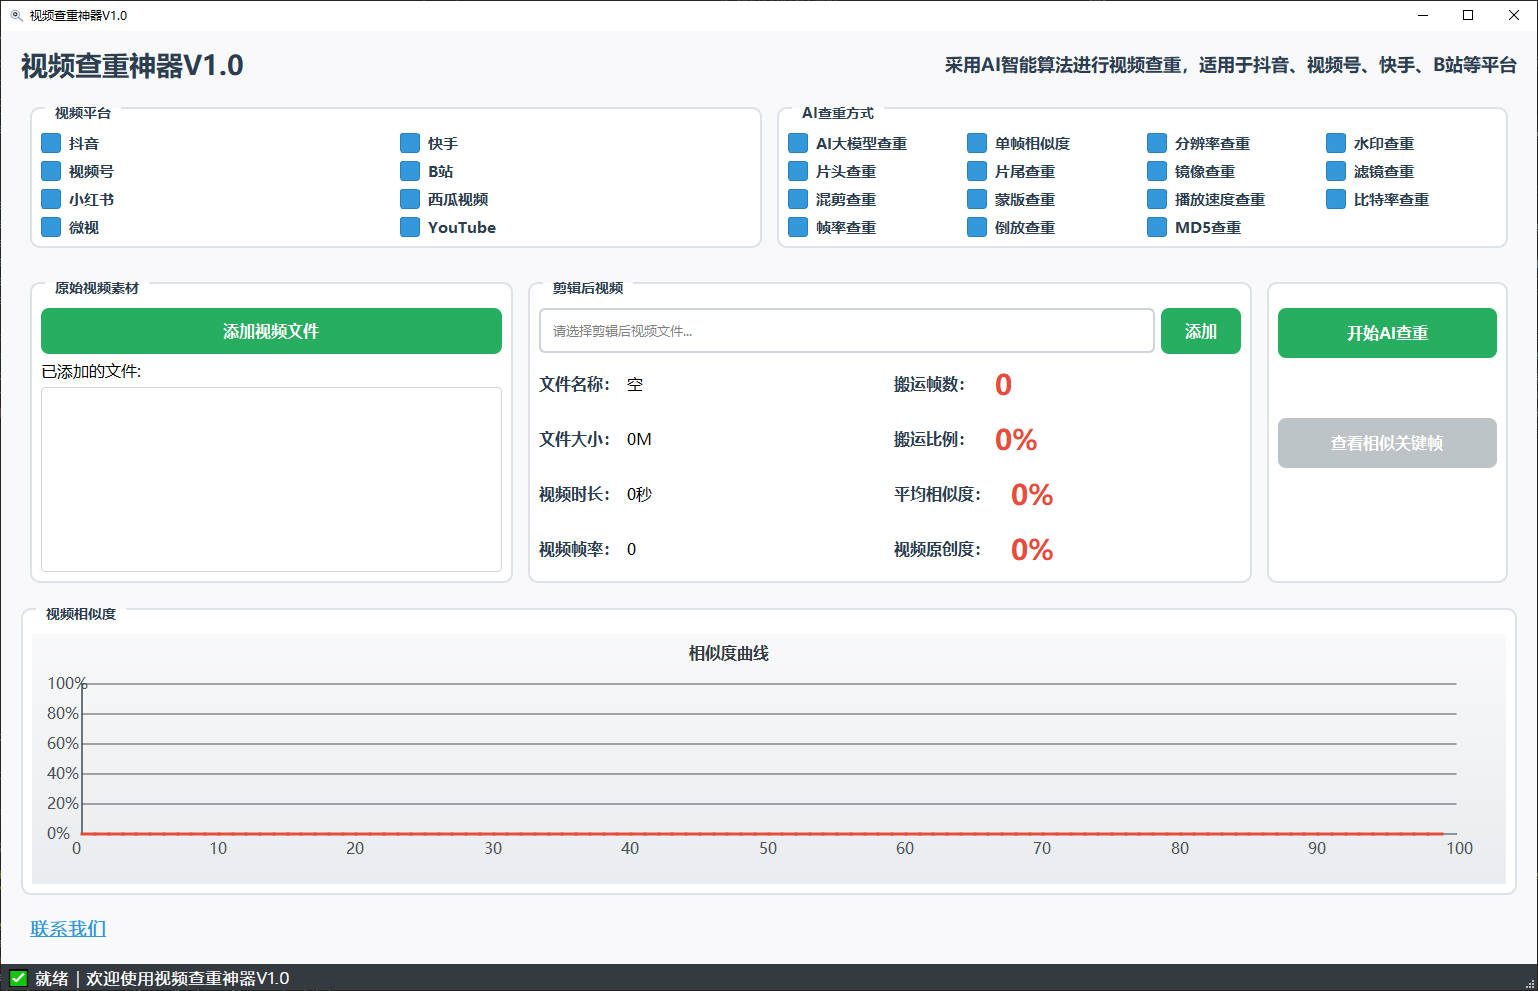 视频查重神器V1.0
视频查重神器V1.0
采用AI智能算法进行视频查重，适用于抖音、视频号、快手、B站等平台
视频平台
抖音
快手
视频号
B站
小红书
西瓜视频
微视
YouTube
AI查重方式
AI大模型查重
单帧相似度
分辨率查重
水印查重
片头查重
片尾查重
镜像查重
滤镜查重
混剪查重
蒙版查重
播放速度查重
比特率查重
帧率查重
倒放查重
MD5查重
原始视频素材
添加视频文件
已添加的文件:
剪辑后视频
请选择剪辑后视频文件...
添加
文件名称： 空
搬运帧数： 0
文件大小： 0M
搬运比例： 0%
视频时长： 0秒
平均相似度： 0%
视频帧率： 0
视频原创度： 0%
开始AI查重
查看相似关键帧
视频相似度
相似度曲线
100%
80%
60%
40%
20%
0%
0 10 20 30 40 50 60 70 80 90 100
联系我们
就绪 | 欢迎使用视频查重神器V1.0